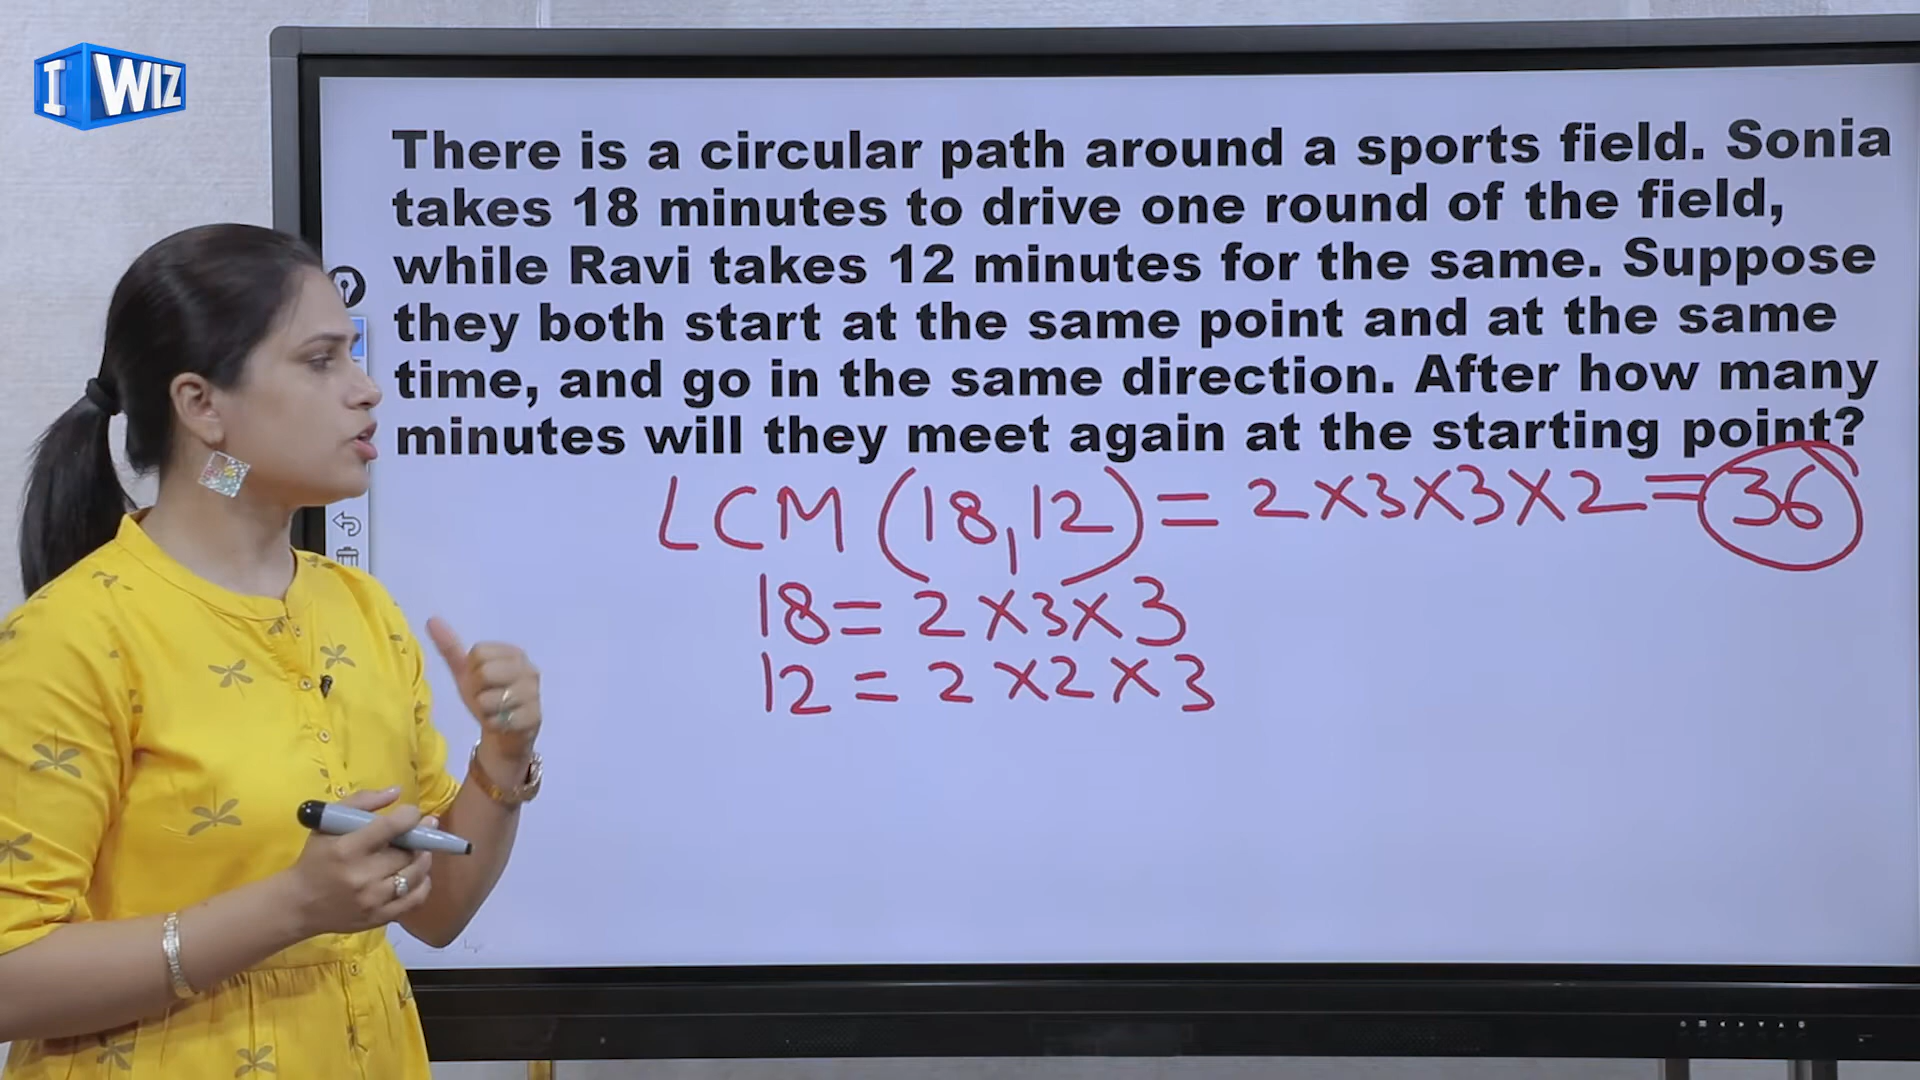 I WIZ
There is a circular path around a sports field. Sonia
takes 18 minutes to drive one round of the field,
while Ravi takes 12 minutes for the same. Suppose
they both start at the same point and at the same
time, and go in the same direction. After how many
minutes will they meet again at the starting point?
LCM (18,12) = 2×3×3×2=36
18=2×3×3
12=2×2×3